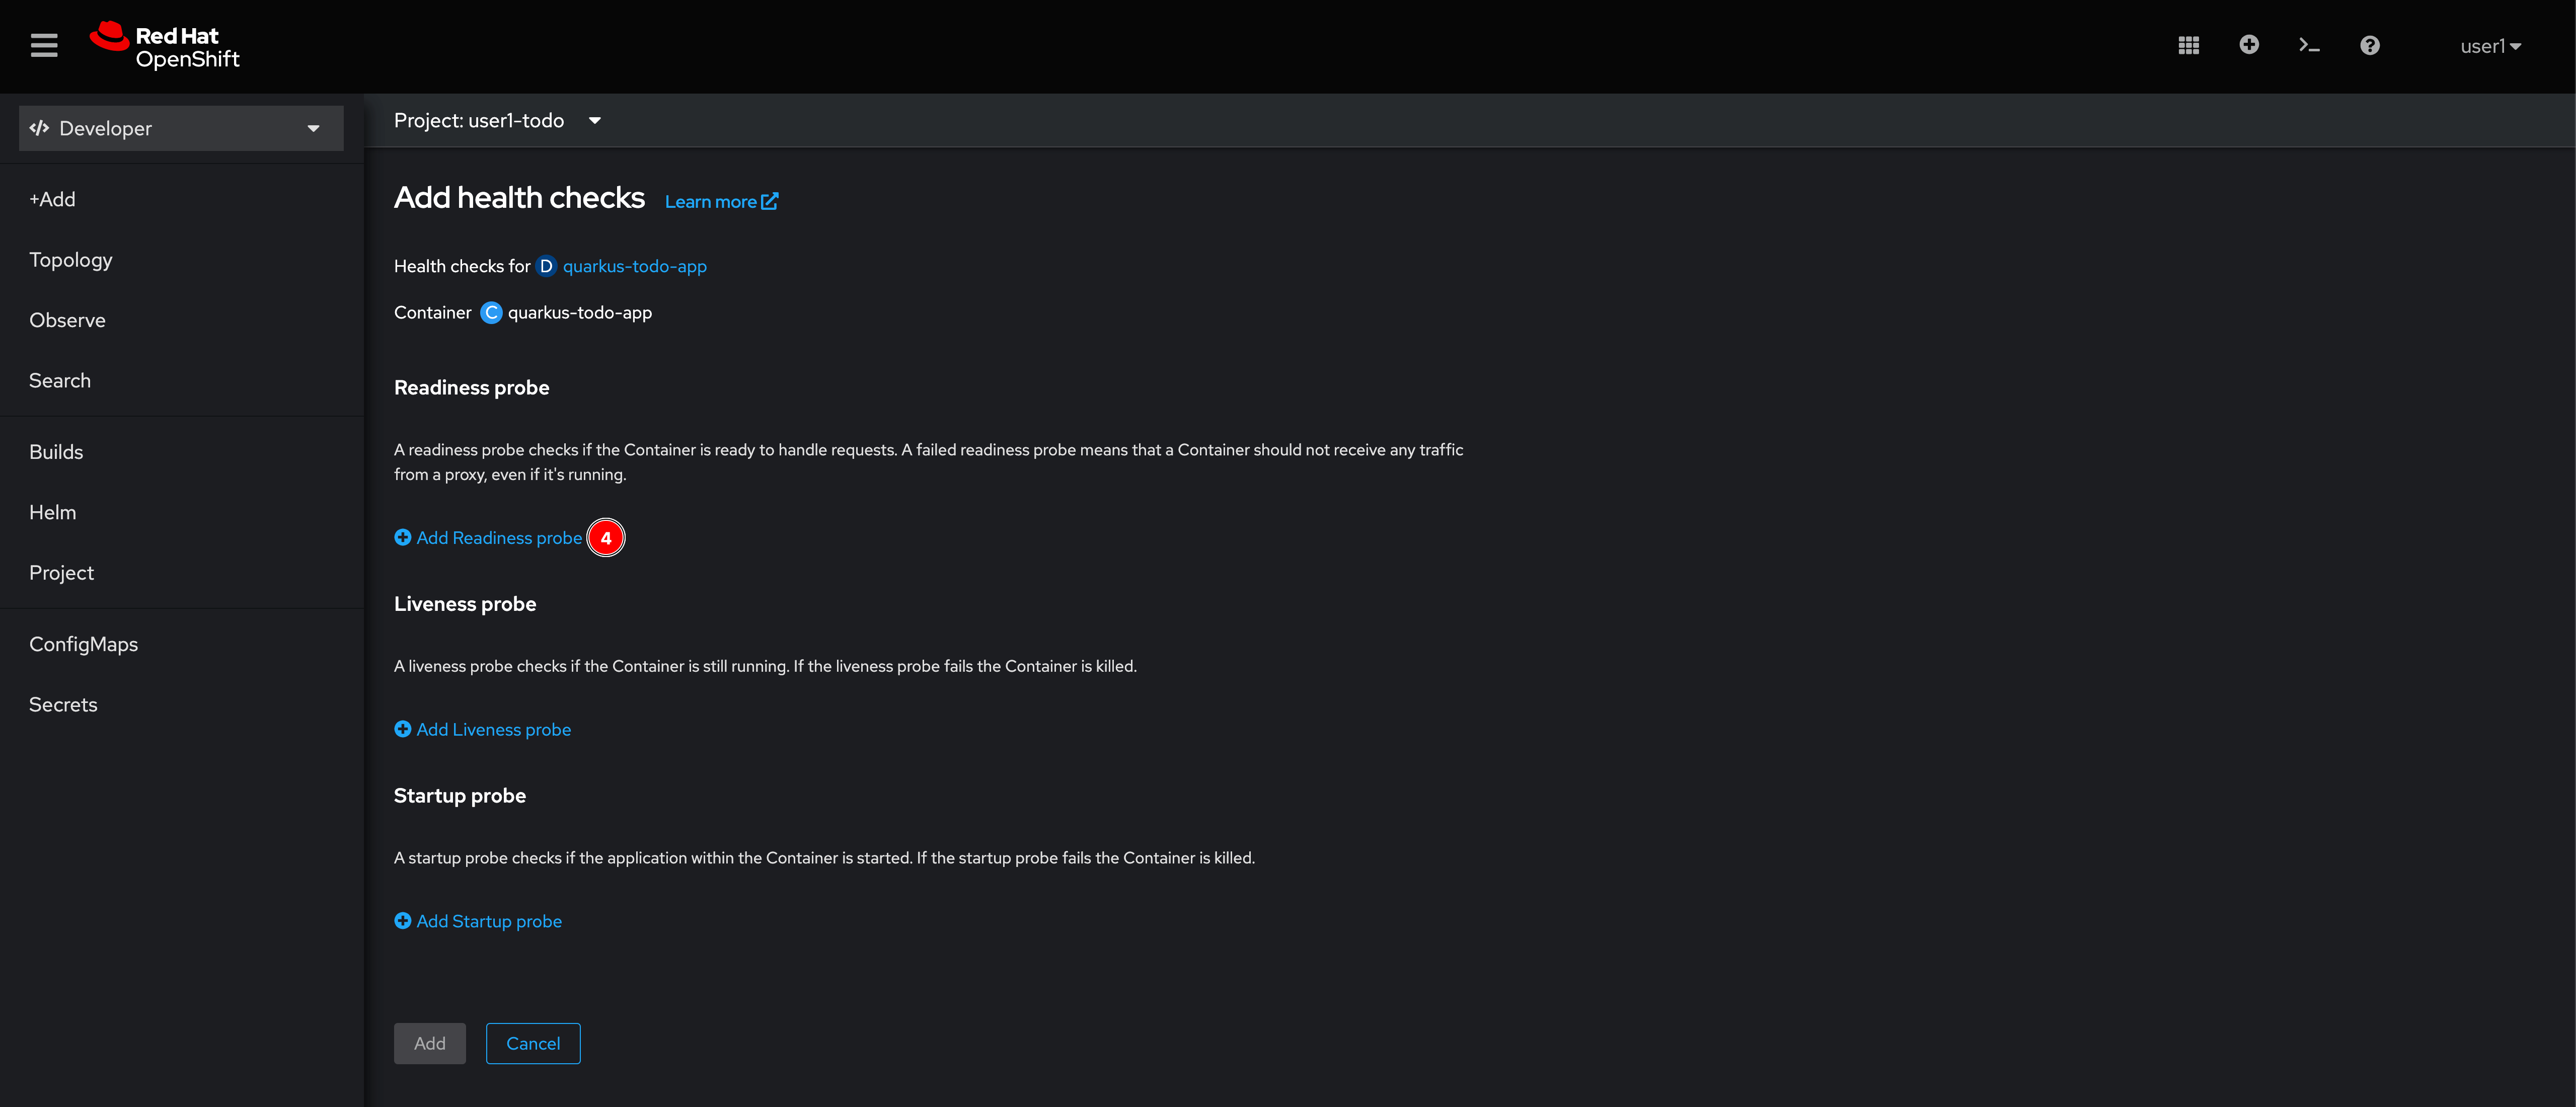 Red Hat
OpenShift
user1
Developer
Project: user1-todo
+Add
Topology
Observe
Search
Builds
Helm
Project
ConfigMaps
Secrets
Add health checks Learn more
Health checks for D quarkus-todo-app
Container C quarkus-todo-app
Readiness probe
A readiness probe checks if the Container is ready to handle requests. A failed readiness probe means that a Container should not receive any traffic
from a proxy, even if it's running.
Add Readiness probe 4
Liveness probe
A liveness probe checks if the Container is still running. If the liveness probe fails the Container is killed.
Add Liveness probe
Startup probe
A startup probe checks if the application within the Container is started. If the startup probe fails the Container is killed.
Add Startup probe
Add Cancel